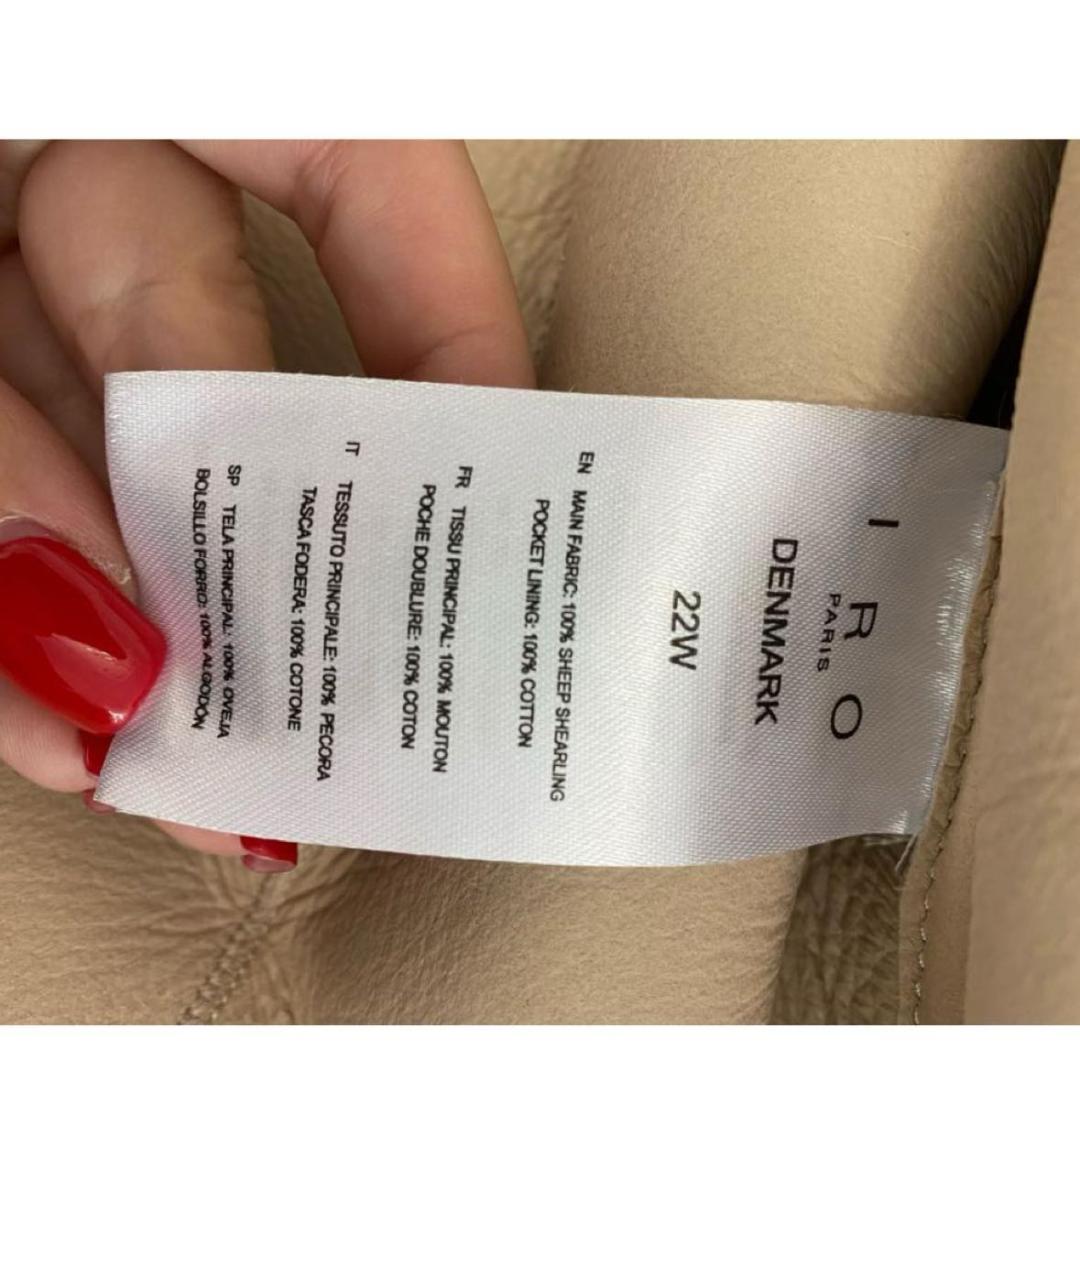 IRO
PARIS
DENMARK
22W
EN MAIN FABRIC: 100% SHEEP SHEARLING
POCKET LINING: 100% COTTON
FR TISSU PRINCIPAL: 100% MOUTON
POCHE DOUBLURE: 100% COTON
IT TESSUTO PRINCIPALE: 100% PECORA
TASCA FODERA: 100% COTONE
SP TELA PRINCIPAL: 100% OVEJA
BOLSILLO FORRO: 100% ALGODÓN